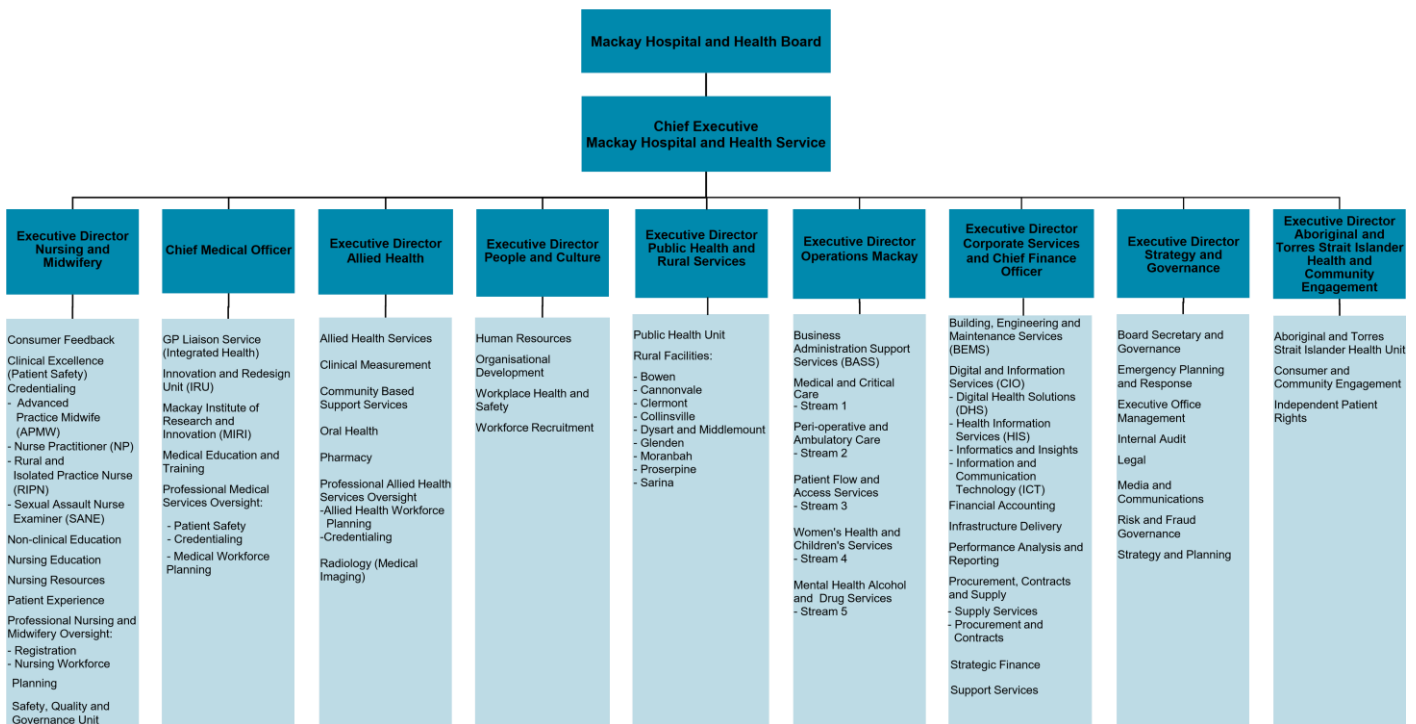 Mackay Hospital and Health Board
Chief Executive
Mackay Hospital and Health Service
Executive Director
Nursing and
Midwifery
Consumer Feedback
Clinical Excellence
(Patient Safety)
Credentialing
- Advanced
Practice Midwife
(APMW)
- Nurse Practitioner (NP)
- Rural and
Isolated Practice Nurse
(RIPN)
- Sexual Assault Nurse
Examiner (SANE)
Non-clinical Education
Nursing Education
Nursing Resources
Patient Experience
Professional Nursing and
Midwifery Oversight:
- Registration
- Nursing Workforce
Planning
Safety, Quality and
Governance Unit
Chief Medical Officer
GP Liaison Service
(Integrated Health)
Innovation and Redesign
Unit (IRU)
Mackay Institute of
Research and
Innovation (MIRI)
Medical Education and
Training
Professional Medical
Services Oversight:
- Patient Safety
- Credentialing
- Medical Workforce
Planning
Executive Director
Allied Health
Allied Health Services
Clinical Measurement
Community Based
Support Services
Oral Health
Pharmacy
Professional Allied Health
Services Oversight
-Allied Health Workforce
Planning
-Credentialing
Radiology (Medical
Imaging)
Executive Director
People and Culture
Human Resources
Organisational
Development
Workplace Health and
Safety
Workforce Recruitment
Executive Director
Public Health and
Rural Services
Public Health Unit
Rural Facilities:
- Bowen
- Cannonvale
- Clermont
- Collinsville
- Dysart and Middlemount
- Glenden
- Moranbah
- Proserpine
- Sarina
Executive Director
Operations Mackay
Business
Administration Support
Services (BASS)
Medical and Critical
Care
- Stream 1
Peri-operative and
Ambulatory Care
- Stream 2
Patient Flow and
Access Services
- Stream 3
Women's Health and
Children's Services
- Stream 4
Mental Health Alcohol
and Drug Services
- Stream 5
Executive Director
Corporate Services
and Chief Finance
Officer
Building, Engineering and
Maintenance Services
(BEMS)
Digital and Information
Services (CIO)
- Digital Health Solutions
(DHS)
- Health Information
Services (HIS)
- Informatics and Insights
- Information and
Communication
Technology (ICT)
Financial Accounting
Infrastructure Delivery
Performance Analysis and
Reporting
Procurement, Contracts
and Supply
- Supply Services
- Procurement and
Contracts
Strategic Finance
Support Services
Executive Director
Strategy and
Governance
Board Secretary and
Governance
Emergency Planning
and Response
Executive Office
Management
Internal Audit
Legal
Media and
Communications
Risk and Fraud
Governance
Strategy and Planning
Executive Director
Aboriginal and
Torres Strait Islander
Health and
Community
Engagement
Aboriginal and Torres
Strait Islander Health Unit
Consumer and
Community Engagement
Independent Patient
Rights